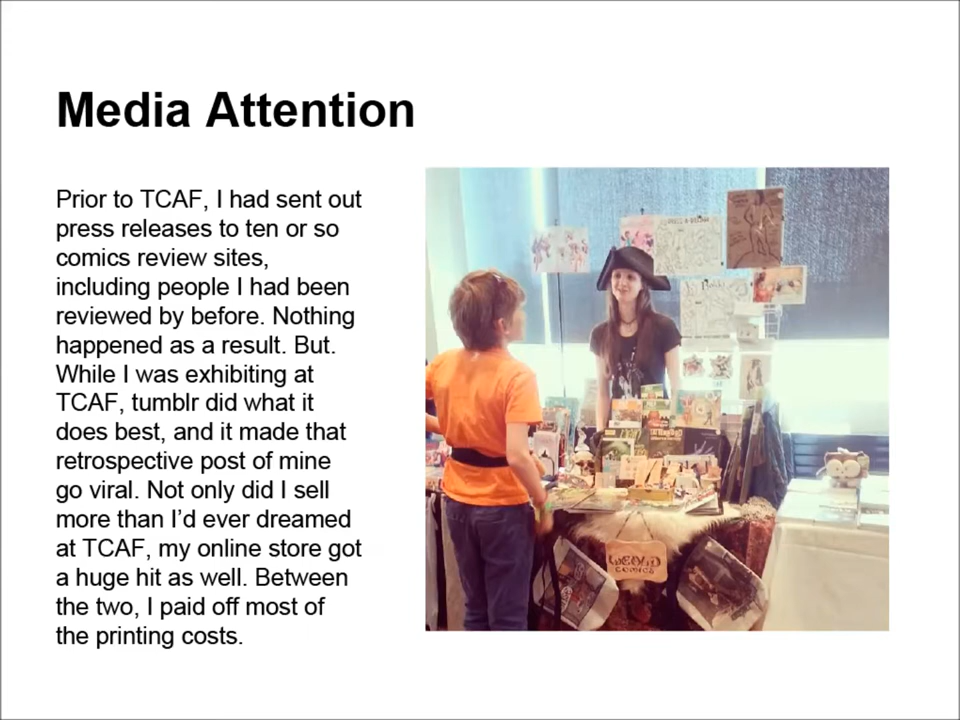 Media Attention
Prior to TCAF, I had sent out
press releases to ten or so
comics review sites,
including people I had been
reviewed by before. Nothing
happened as a result. But.
While I was exhibiting at
TCAF, tumblr did what it
does best, and it made that
retrospective post of mine
go viral. Not only did I sell
more than I'd ever dreamed
at TCAF, my online store got
a huge hit as well. Between
the two, I paid off most of
the printing costs.
COMICS